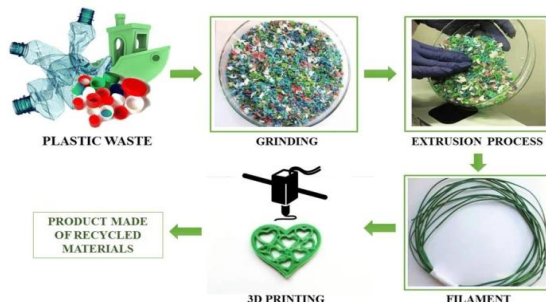 PLASTIC WASTE
GRINDING
EXTRUSION PROCESS
FILAMENT
3D PRINTING
PRODUCT MADE
OF RECYCLED
MATERIALS